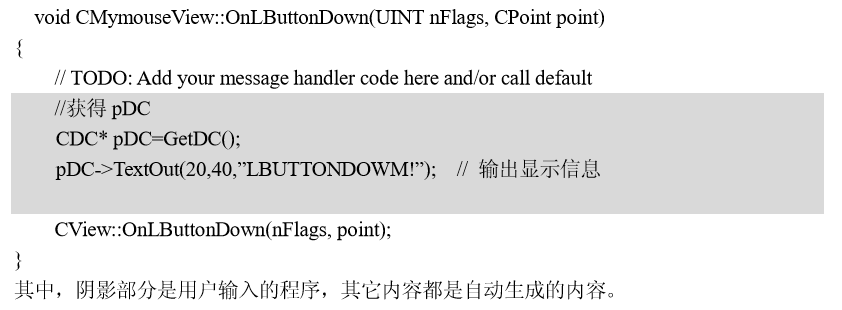 void CMymouseView::OnLButtonDown(UINT nFlags, CPoint point)
{
// TODO: Add your message handler code here and/or call default
//获得 pDC
CDC* pDC=GetDC();
pDC->TextOut(20,40,”LBUTTONDOWM!”); // 输出显示信息
CView::OnLButtonDown(nFlags, point);
}
其中，阴影部分是用户输入的程序，其它内容都是自动生成的内容。